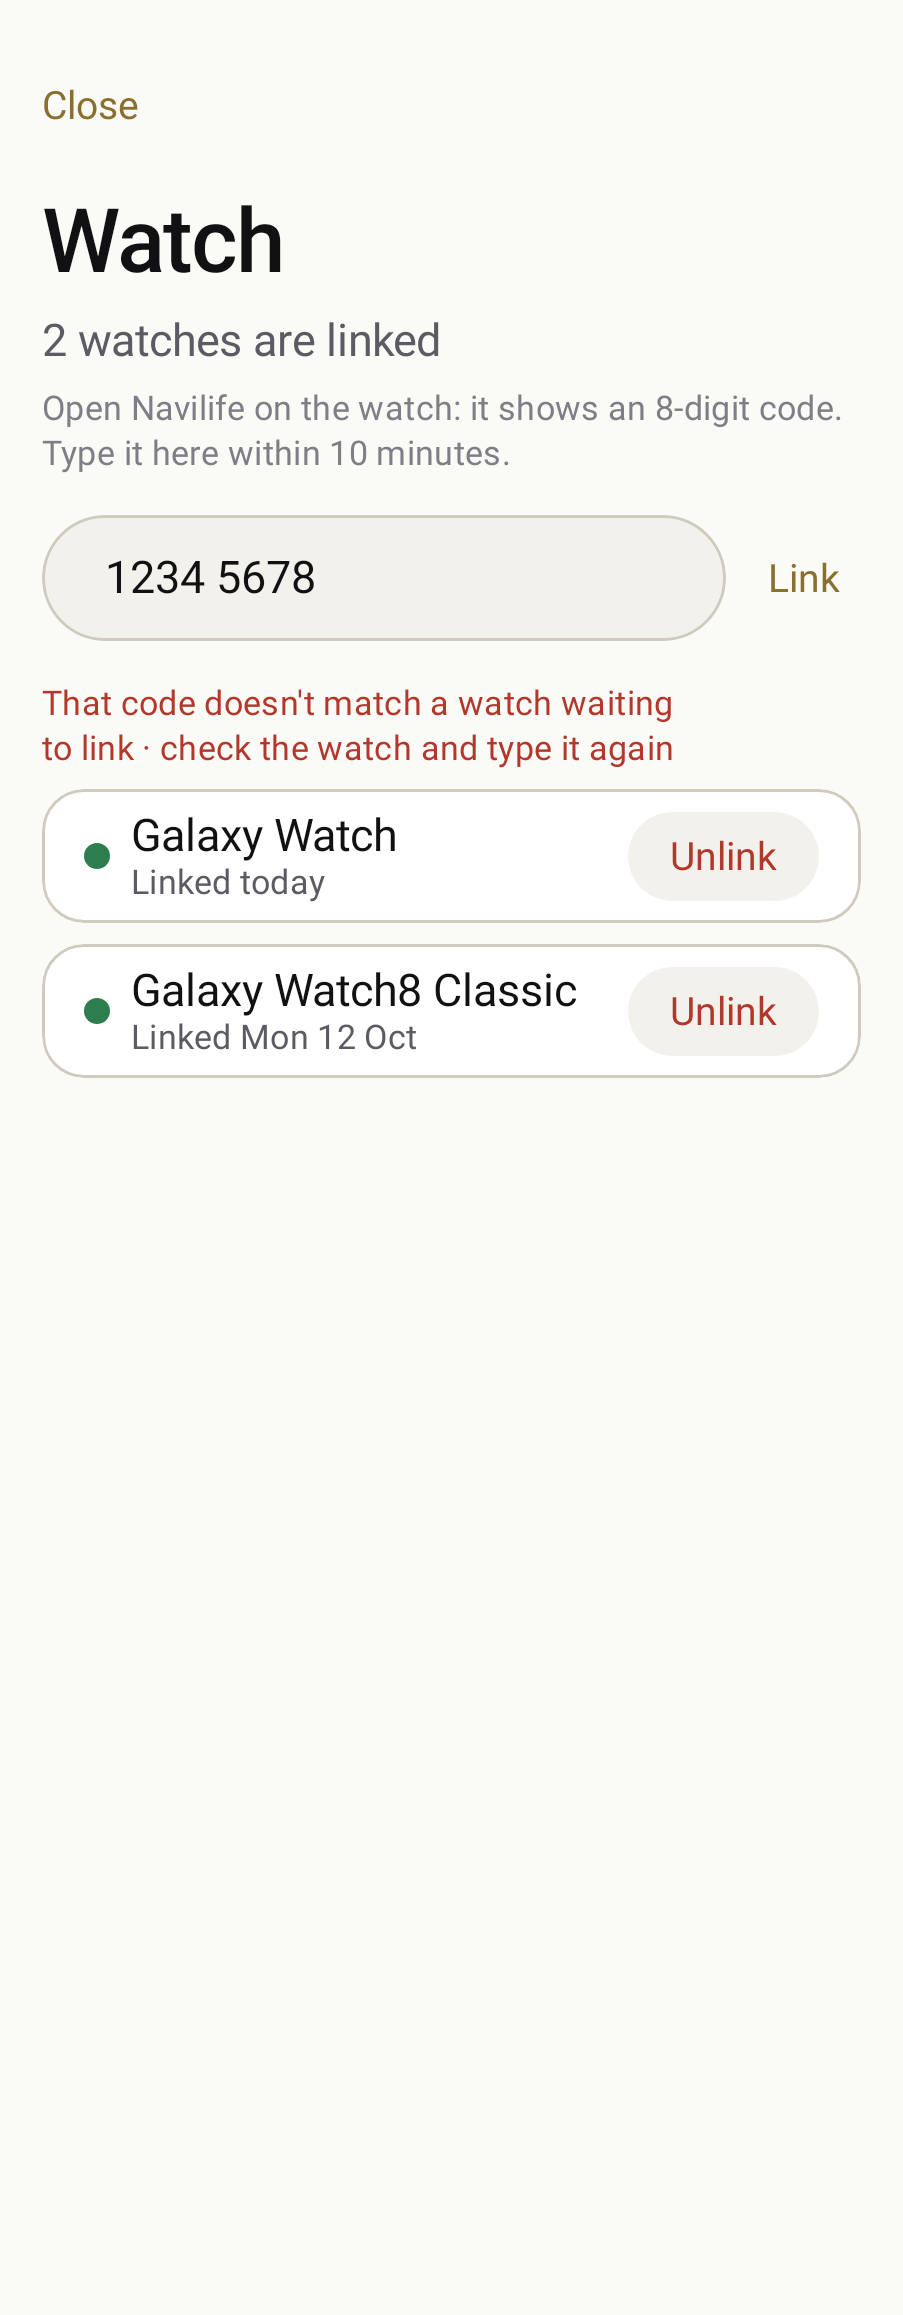 Close
Watch
2 watches are linked
Open Navilife on the watch: it shows an 8-digit code.
Type it here within 10 minutes.
1234 5678
Link
That code doesn't match a watch waiting
to link · check the watch and type it again
Galaxy Watch
Linked today
Unlink
Galaxy Watch8 Classic
Linked Mon 12 Oct
Unlink